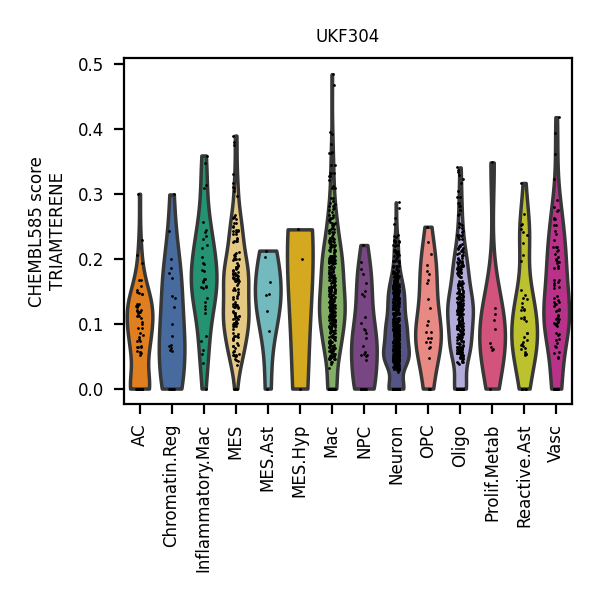 UKF304
CHEMBL585 score
TRIAMTERENE
0.5
0.4
0.3
0.2
0.1
0.0
AC
Chromatin.Reg
Inflammatory.Mac
MES
MES.Ast
MES.Hyp
Mac
NPC
Neuron
OPC
Oligo
Prolif.Metab
Reactive.Ast
Vasc